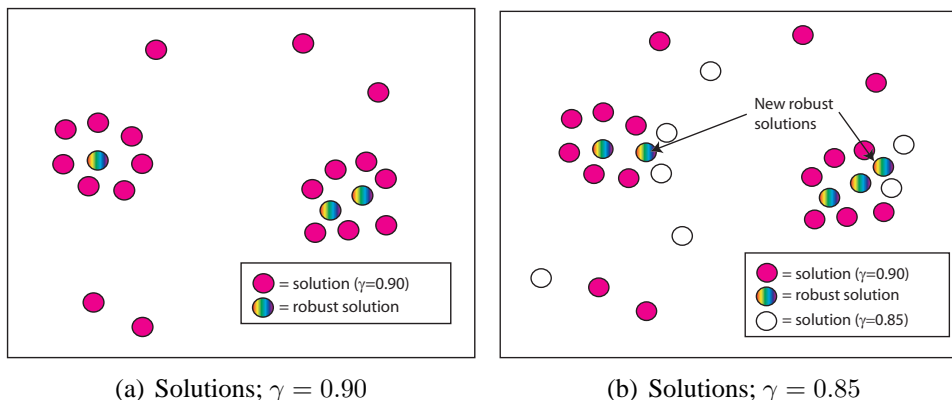 = solution (γ=0.90)
= robust solution
(a) Solutions; γ = 0.90
New robust
solutions
= solution (γ=0.90)
= robust solution
= solution (γ=0.85)
(b) Solutions; γ = 0.85